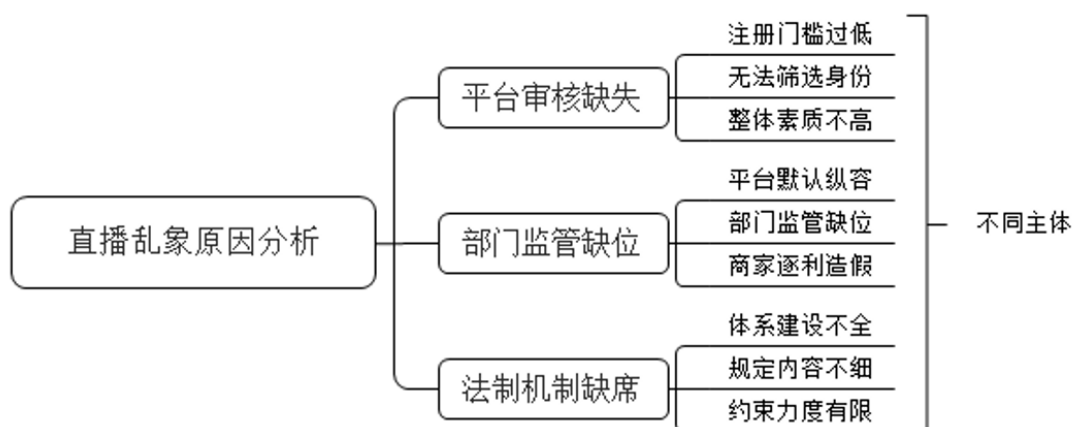 直播乱象原因分析
平台审核缺失
注册门槛过低
无法筛选身份
整体素质不高
部门监管缺位
平台默认纵容
部门监管缺位
商家逐利造假
法制机制缺席
体系建设不全
规定内容不细
约束力度有限
不同主体